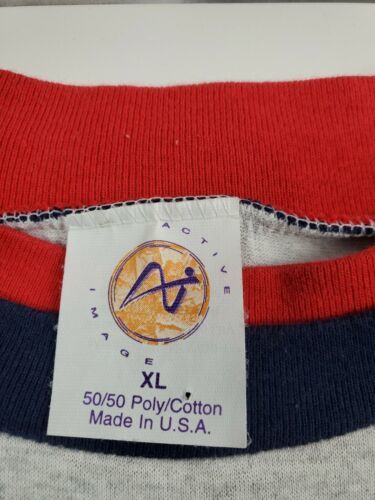 ACTIVE
IMAGE
XL
50/50 Poly/Cotton
Made In U.S.A.